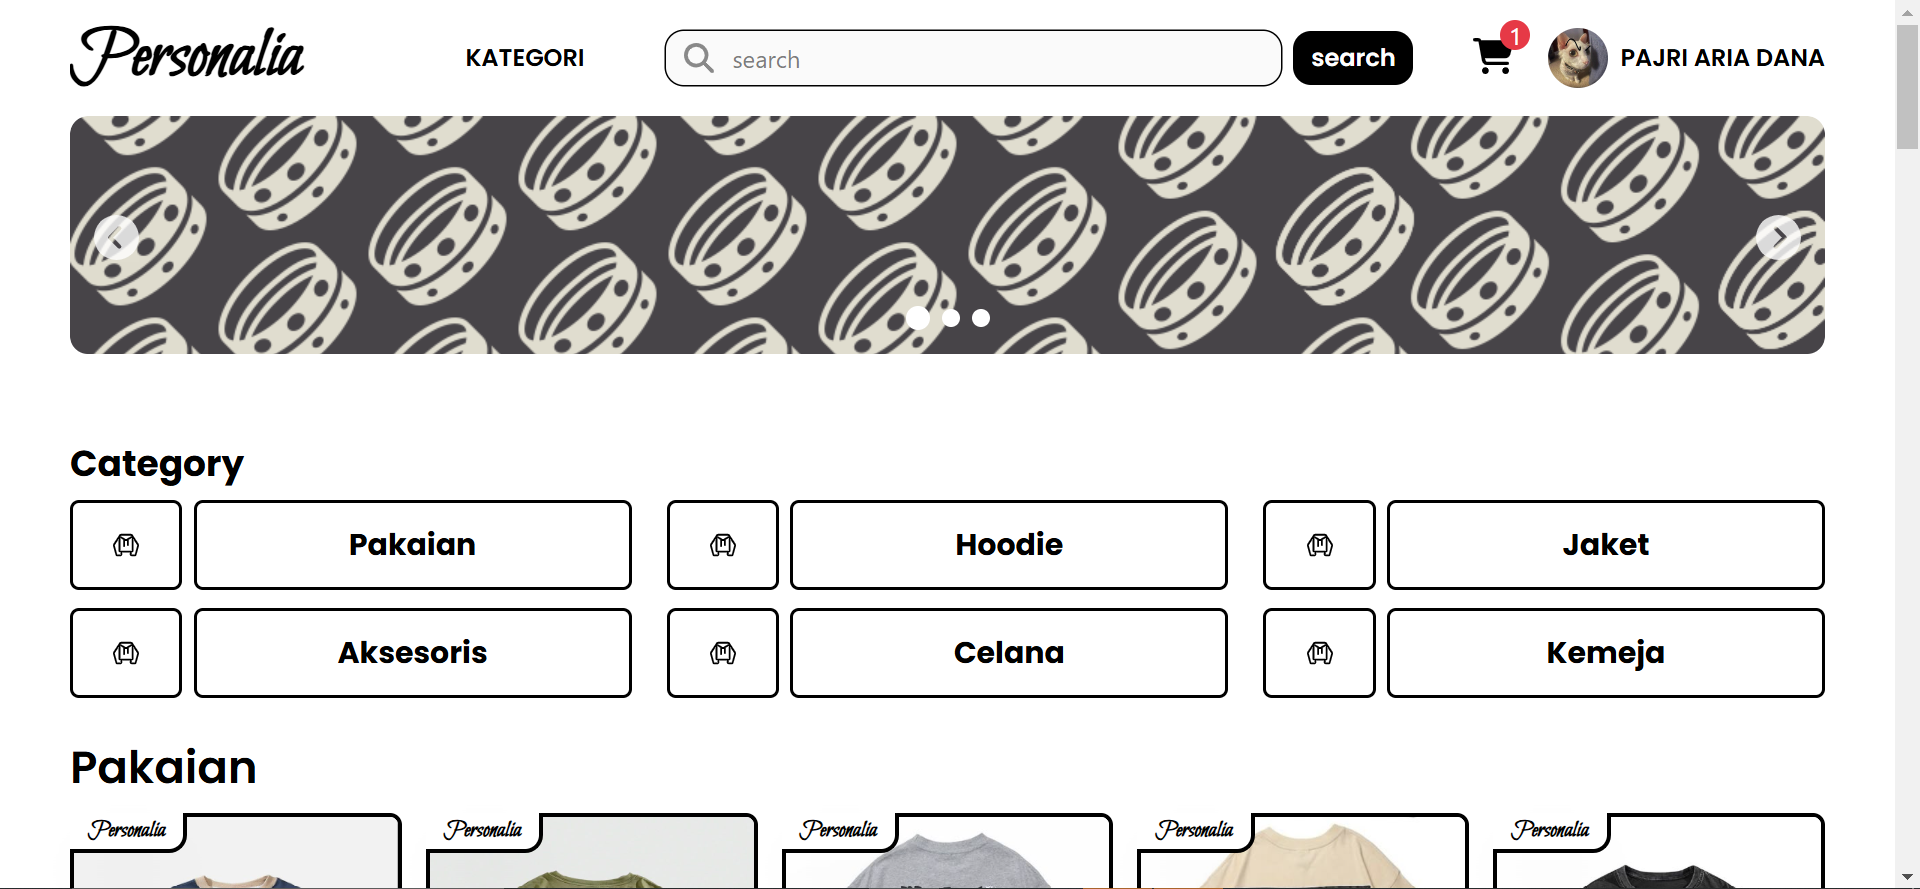 Personalia
KATEGORI
search
search
1
PAJRI ARIA DANA
Category
Pakaian
Hoodie
Jaket
Aksesoris
Celana
Kemeja
Pakaian
Personalia
Personalia
Personalia
Personalia
Personalia